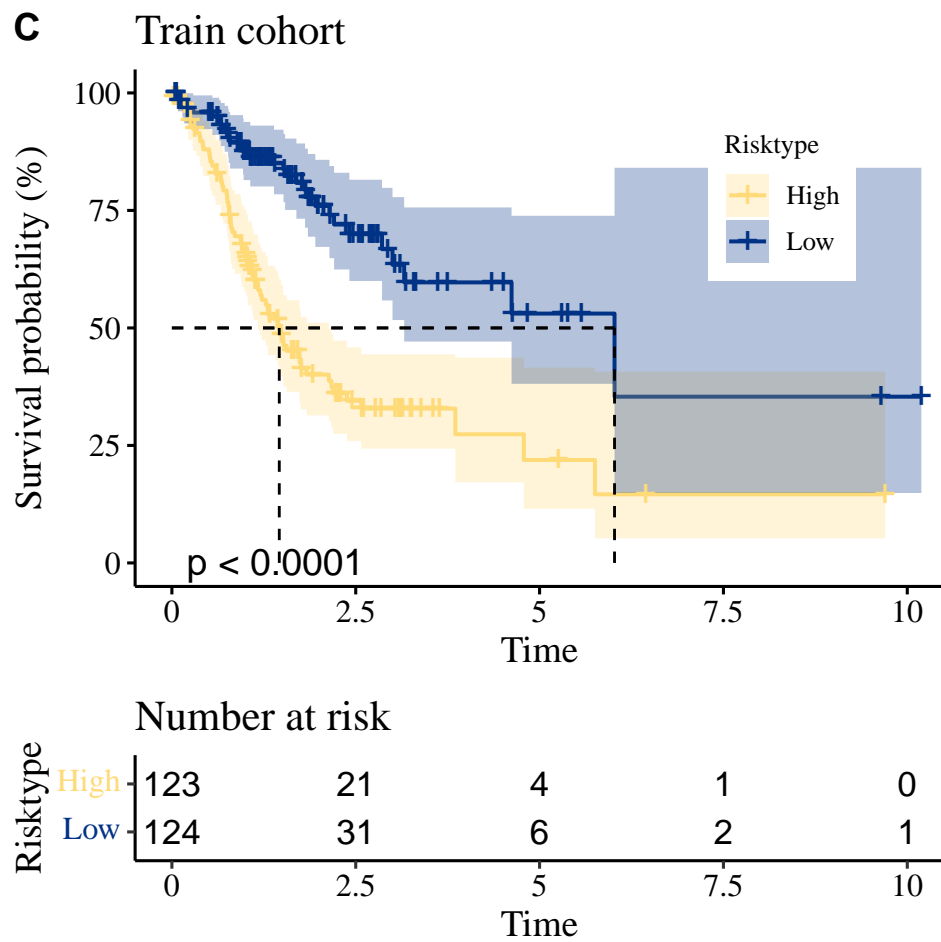 C Train cohort
Survival probability (%)
100
75
50
25
0
Risktype
High
Low
p < 0.0001
0 2.5 5 7.5 10
Time
Number at risk
Risktype
High 123 21 4 1 0
Low 124 31 6 2 1
0 2.5 5 7.5 10
Time